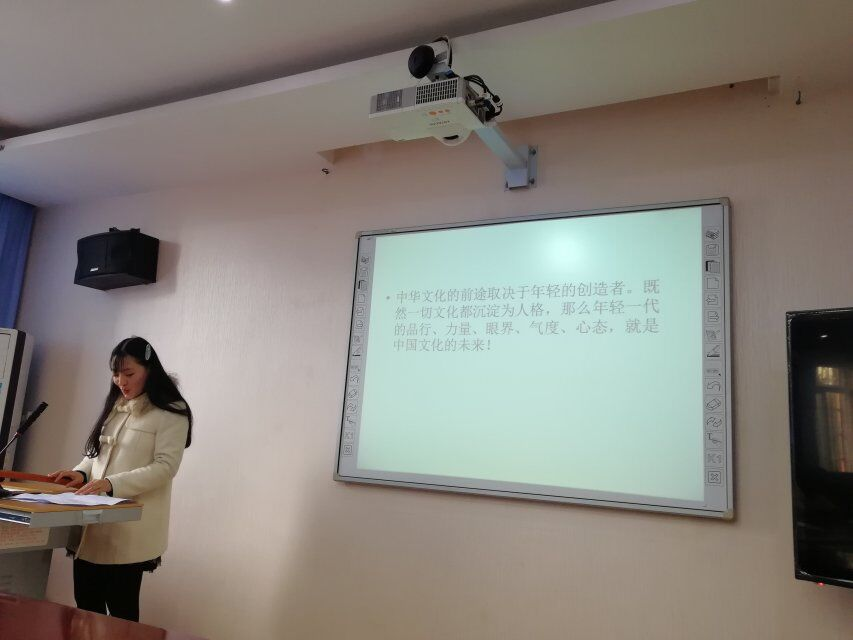 • 中华文化的前途取决于年轻的创造者。既
然一切文化都沉淀为人格，那么年轻一代
的品行、力量、眼界、气度、心态，就是
中国文化的未来！